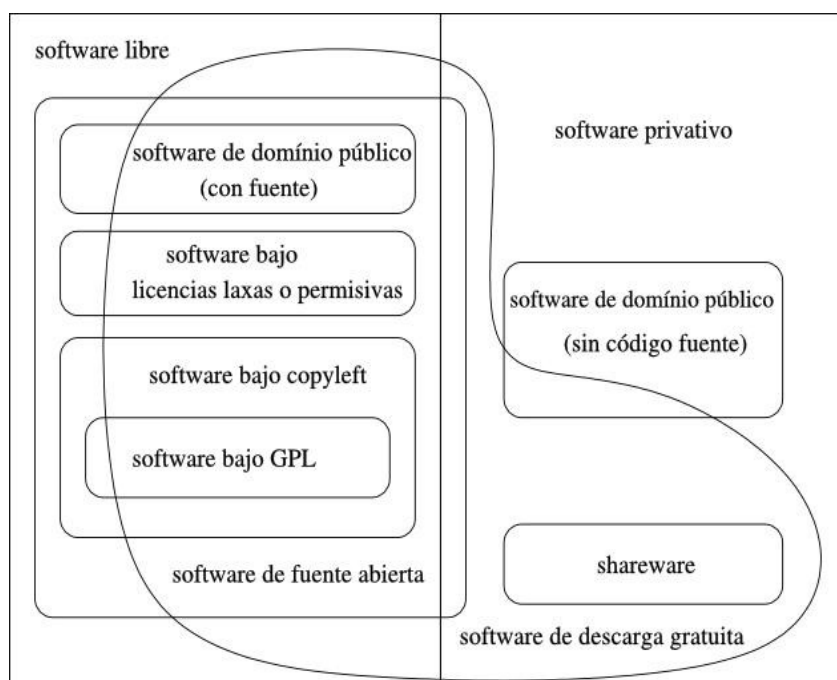 software libre
software de domínio público
(con fuente)
software bajo
licencias laxas o permisivas
software bajo copyleft
software bajo GPL
software de fuente abierta
software privativo
software de domínio público
(sin código fuente)
shareware
software de descarga gratuita